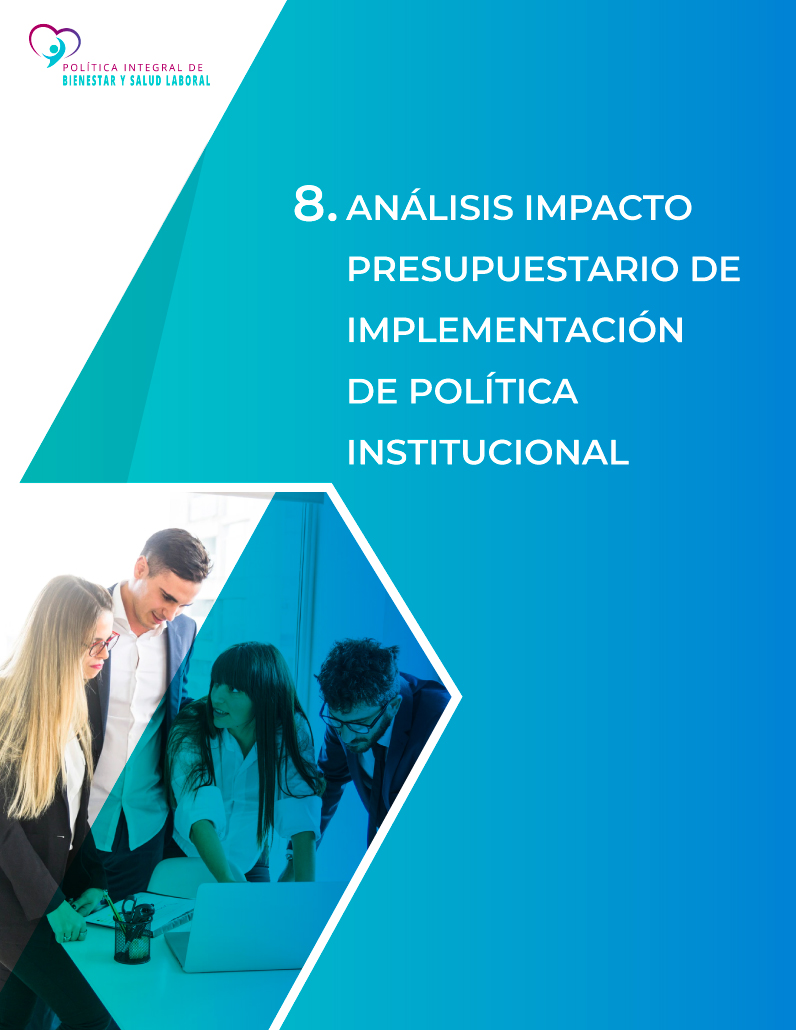 POLÍTICA INTEGRAL DE
BIENESTAR Y SALUD LABORAL
8. ANÁLISIS IMPACTO
PRESUPUESTARIO DE
IMPLEMENTACIÓN
DE POLÍTICA
INSTITUCIONAL